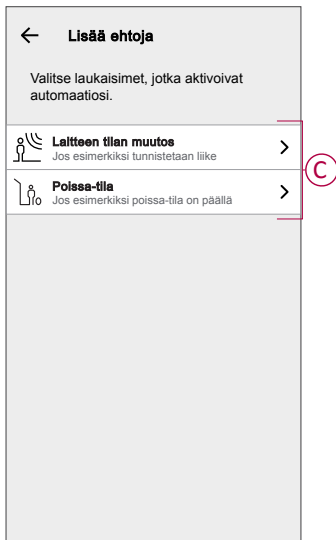 Lisää ehtoja
Valitse laukaisimet, jotka aktivoivat
automaatiosi.
Laitteen tilan muutos
Jos esimerkiksi tunnistetaan liike
Poissa-tila
Jos esimerkiksi poissa-tila on päällä
C